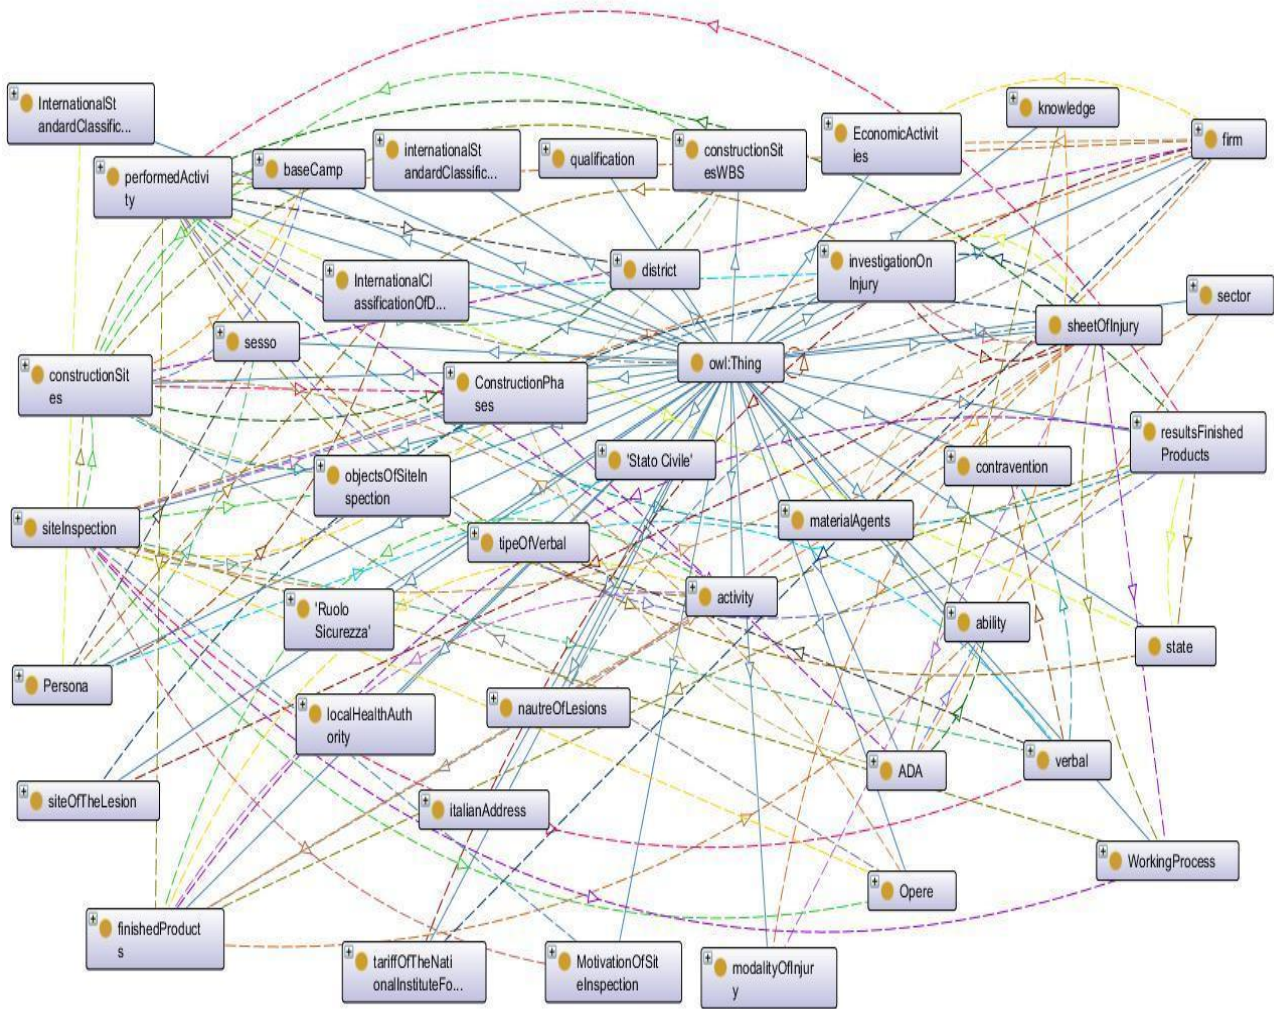 InternationalSt
andardClassific...
performedActivi
ty
baseCamp
internationalSt
andardClassific...
qualification
constructionSit
esWBS
EconomicActivit
ies
knowledge
firm
InternationalCl
assificationOfD...
district
investigationOn
Injury
sheetOfInjury
sector
sesso
constructionSit
es
ConstructionPha
ses
owl:Thing
resultsFinished
Products
objectsOfSiteIn
spection
'Stato Civile'
contravention
siteInspection
tipeOfVerbal
materialAgents
'Ruolo
Sicurezza'
activity
ability
state
Persona
localHealthAuth
ority
nautreOfLesions
ADA
verbal
siteOfTheLesion
italianAddress
WorkingProcess
Opere
finishedProduct
s
tariffOfTheNati
onalInstituteFo...
MotivationOfSit
eInspection
modalityOfInjur
y